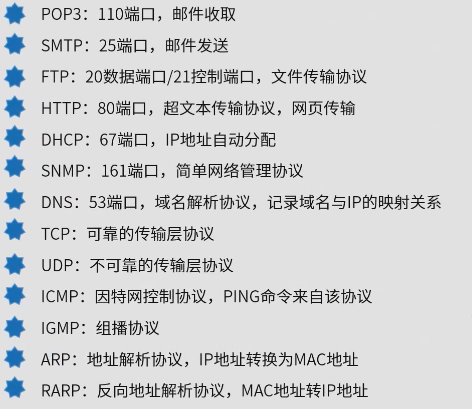 POP3：110端口，邮件收取
SMTP：25端口，邮件发送
FTP：20数据端口/21控制端口，文件传输协议
HTTP：80端口，超文本传输协议，网页传输
DHCP：67端口，IP地址自动分配
SNMP：161端口，简单网络管理协议
DNS：53端口，域名解析协议，记录域名与IP的映射关系
TCP：可靠的传输层协议
UDP：不可靠的传输层协议
ICMP：因特网控制协议，PING命令来自该协议
IGMP：组播协议
ARP：地址解析协议，IP地址转换为MAC地址
RARP：反向地址解析协议，MAC地址转IP地址